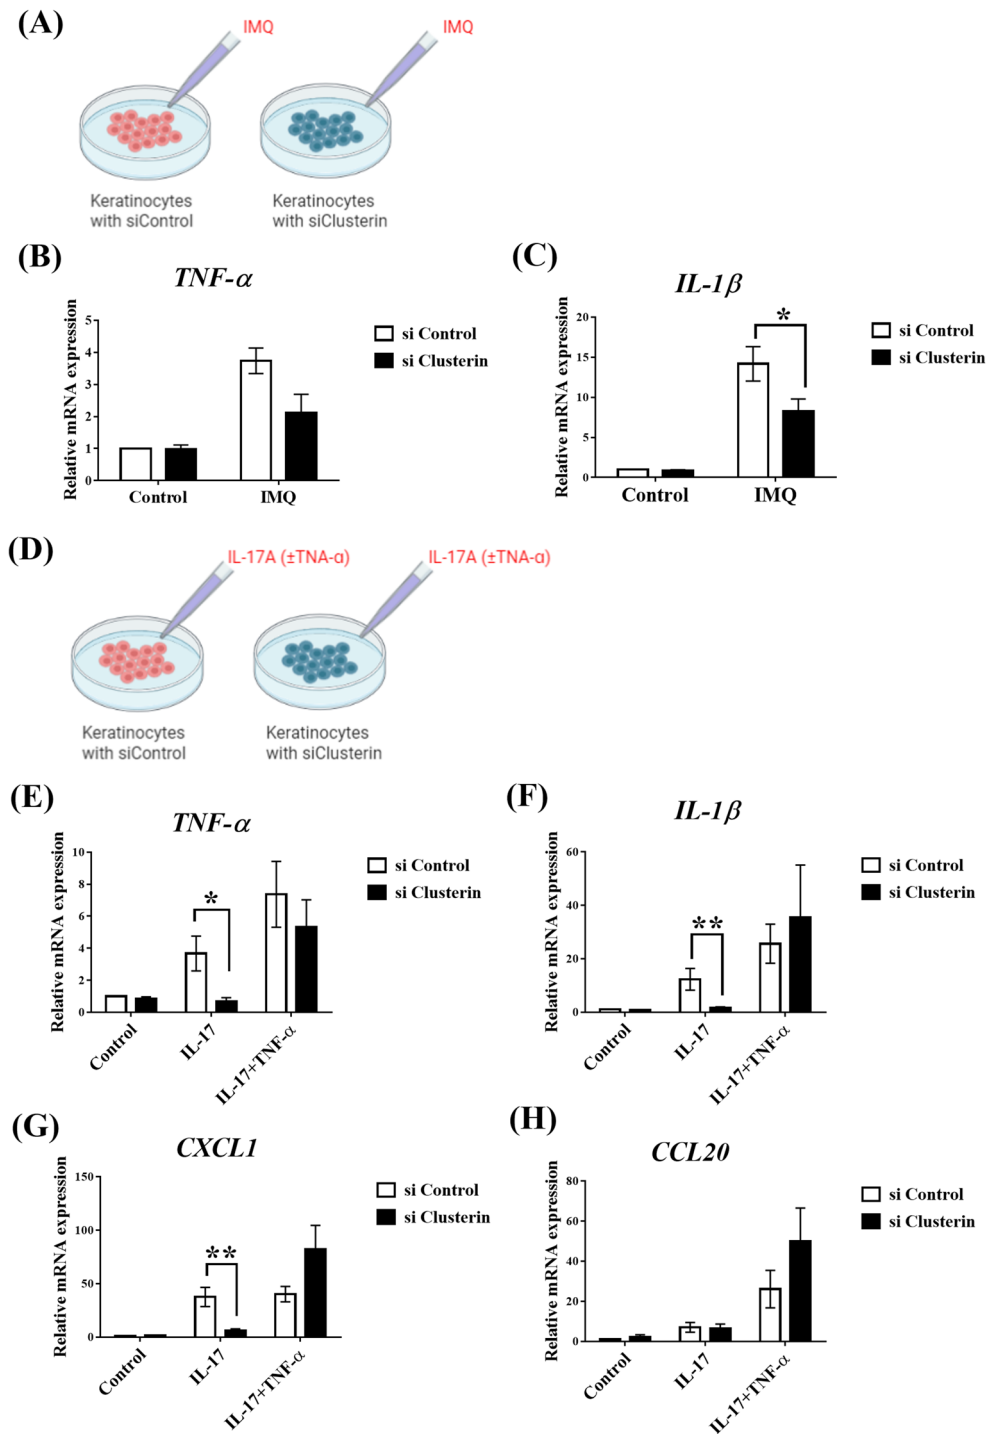 (A)
IMQ
IMQ
Keratinocytes
with siControl
Keratinocytes
with siClusterin
(B)
TNF-α
Relative mRNA expression
5
4
3
2
1
0
Control
IMQ
si Control
si Clusterin
(C)
IL-1β
Relative mRNA expression
20
15
10
5
0
*
Control
IMQ
si Control
si Clusterin
(D)
IL-17A (±TNA-α)
IL-17A (±TNA-α)
Keratinocytes
with siControl
Keratinocytes
with siClusterin
(E)
TNF-α
Relative mRNA expression
10
8
6
4
2
0
*
Control
IL-17
IL-17+TNF-α
si Control
si Clusterin
(F)
IL-1β
Relative mRNA expression
60
40
20
0
**
Control
IL-17
IL-17+TNF-α
si Control
si Clusterin
(G)
CXCL1
Relative mRNA expression
150
100
50
0
**
Control
IL-17
IL-17+TNF-α
si Control
si Clusterin
(H)
CCL20
Relative mRNA expression
80
60
40
20
0
Control
IL-17
IL-17+TNF-α
si Control
si Clusterin